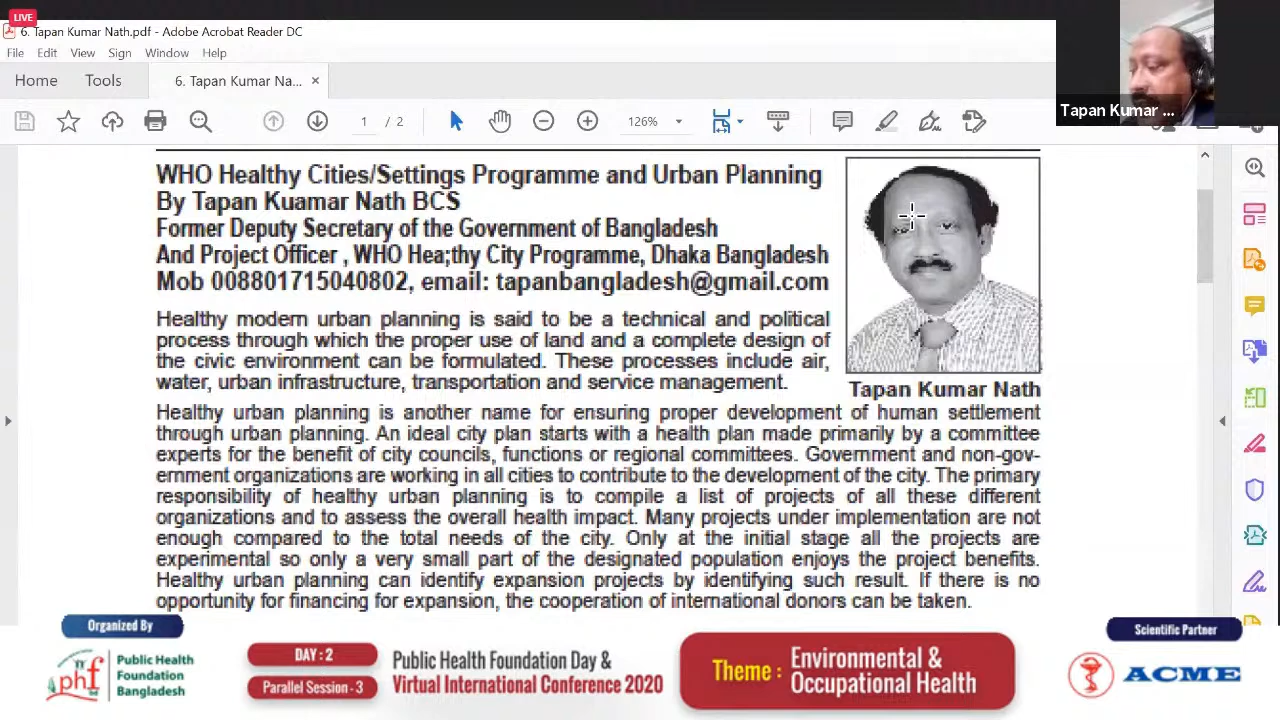 LIVE
6. Tapan Kumar Nath.pdf - Adobe Acrobat Reader DC
File Edit View Sign Window Help
Home Tools 6. Tapan Kumar Na... ×
1 / 2 126%
Tapan Kumar ...
WHO Healthy Cities/Settings Programme and Urban Planning
By Tapan Kuamar Nath BCS
Former Deputy Secretary of the Government of Bangladesh
And Project Officer , WHO Hea;thy City Programme, Dhaka Bangladesh
Mob 008801715040802, email: tapanbangladesh@gmail.com
Healthy modern urban planning is said to be a technical and political
process through which the proper use of land and a complete design of
the civic environment can be formulated. These processes include air,
water, urban infrastructure, transportation and service management.
Tapan Kumar Nath
Healthy urban planning is another name for ensuring proper development of human settlement
through urban planning. An ideal city plan starts with a health plan made primarily by a committee
experts for the benefit of city councils, functions or regional committees. Government and non-gov-
ernment organizations are working in all cities to contribute to the development of the city. The primary
responsibility of healthy urban planning is to compile a list of projects of all these different
organizations and to assess the overall health impact. Many projects under implementation are not
enough compared to the total needs of the city. Only at the initial stage all the projects are
experimental so only a very small part of the designated population enjoys the project benefits.
Healthy urban planning can identify expansion projects by identifying such result. If there is no
opportunity for financing for expansion, the cooperation of international donors can be taken.
Organized By
phf
Public Health
Foundation
Bangladesh
DAY : 2
Parallel Session - 3
Public Health Foundation Day &
Virtual International Conference 2020
Theme :
Environmental &
Occupational Health
Scientific Partner
ACME